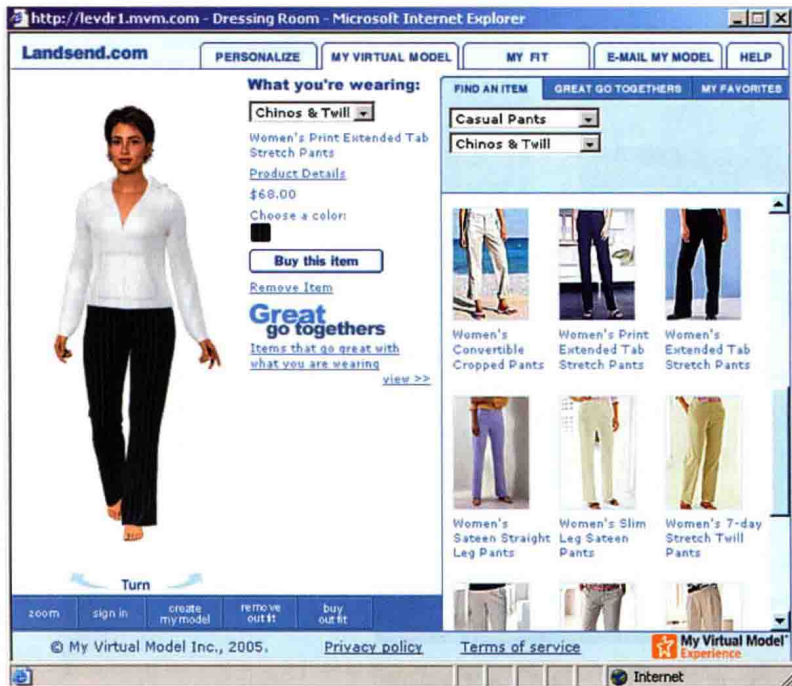 http://levdr1.mvm.com - Dressing Room - Microsoft Internet Explorer
Landsend.com
PERSONALIZE
MY VIRTUAL MODEL
MY FIT
E-MAIL MY MODEL
HELP
What you're wearing:
Chinos & Twill
Women's Print Extended Tab
Stretch Pants
Product Details
$68.00
Choose a color:
Buy this item
Remove Item
Great
go togethers
Items that go great with
what you are wearing
view >>
FIND AN ITEM
GREAT GO TOGETHERS
MY FAVORITES
Casual Pants
Chinos & Twill
Women's
Convertible
Cropped Pants
Women's Print
Extended Tab
Stretch Pants
Women's
Extended Tab
Stretch Pants
Women's
Sateen Straight
Leg Pants
Women's Slim
Leg Sateen
Pants
Women's 7-day
Stretch Twill
Pants
Turn
zoom
sign in
create
my model
remove
outfit
buy
outfit
© My Virtual Model Inc., 2005.
Privacy policy
Terms of service
My Virtual Model
Experience
Internet